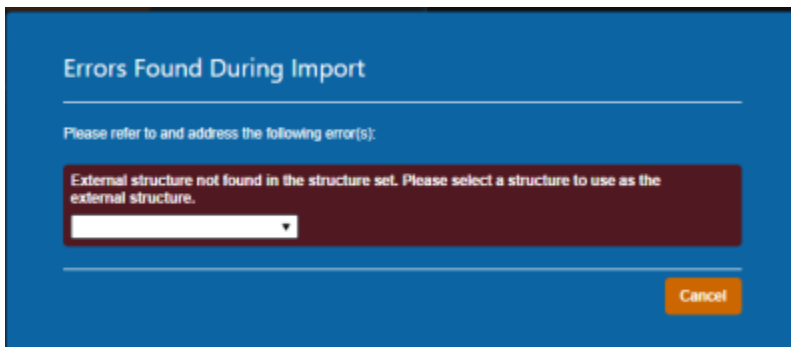 Errors Found During Import
Please refer to and address the following error(s):
External structure not found in the structure set. Please select a structure to use as the
external structure.
Cancel